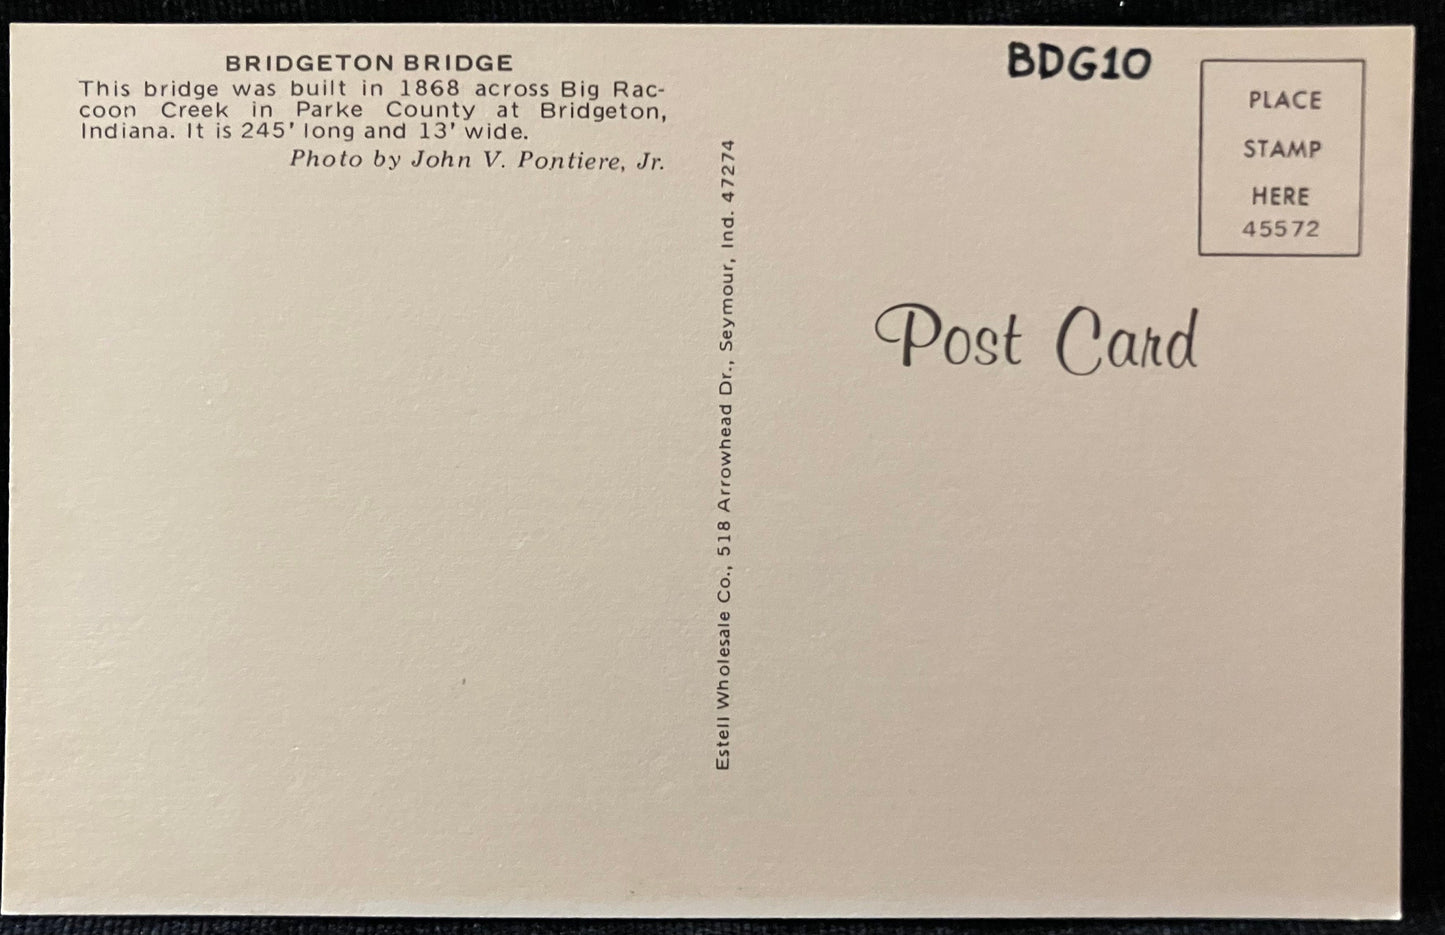 BRIDGETON BRIDGE
This bridge was built in 1868 across Big Rac-
coon Creek in Parke County at Bridgeton,
Indiana. It is 245' long and 13' wide.
Photo by John V. Pontiere, Jr.
Estell Wholesale Co., 518 Arrowhead Dr., Seymour, Ind. 47274
BDG10
PLACE
STAMP
HERE
45572
Post Card